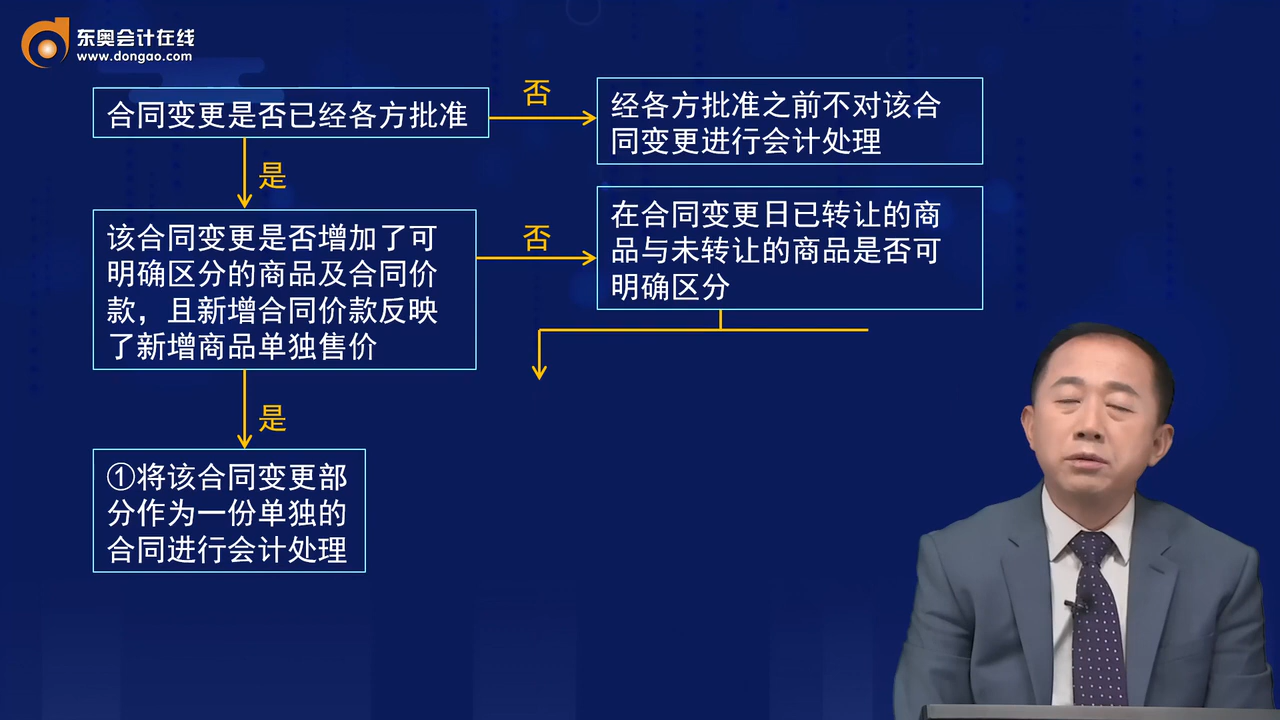 东奥会计在线
www.dongao.com
合同变更是否已经各方批准
否
经各方批准之前不对该合
同变更进行会计处理
是
该合同变更是否增加了可
明确区分的商品及合同价
款，且新增合同价款反映
了新增商品单独售价
否
在合同变更日已转让的商
品与未转让的商品是否可
明确区分
是
①将该合同变更部
分作为一份单独的
合同进行会计处理